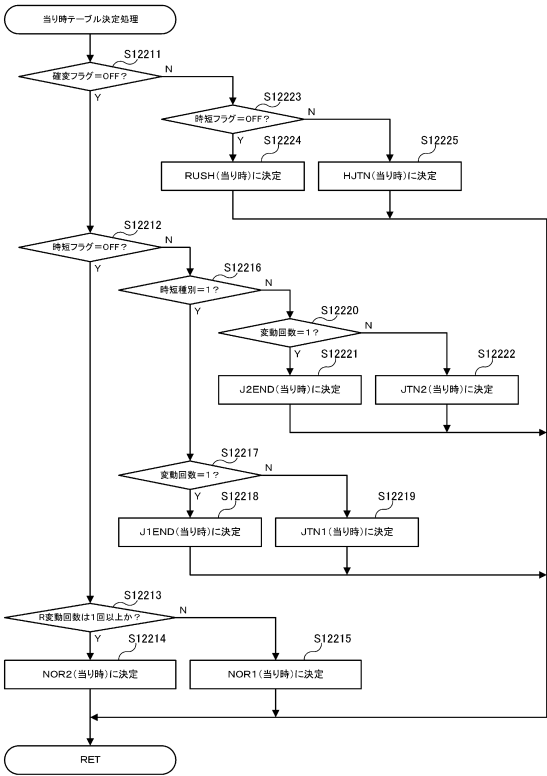 当り時テーブル決定処理
S12211
確変フラグ=OFF?
N
Y
S12223
時短フラグ=OFF?
N
Y
S12224
RUSH(当り時)に決定
S12225
HJTN(当り時)に決定
S12212
時短フラグ=OFF?
N
Y
S12216
時短種別=1?
N
Y
S12220
変動回数=1?
N
Y
S12221
J2END(当り時)に決定
S12222
JTN2(当り時)に決定
S12217
変動回数=1?
N
Y
S12218
J1END(当り時)に決定
S12219
JTN1(当り時)に決定
S12213
R変動回数は1回以上か?
N
Y
S12214
NOR2(当り時)に決定
S12215
NOR1(当り時)に決定
RET